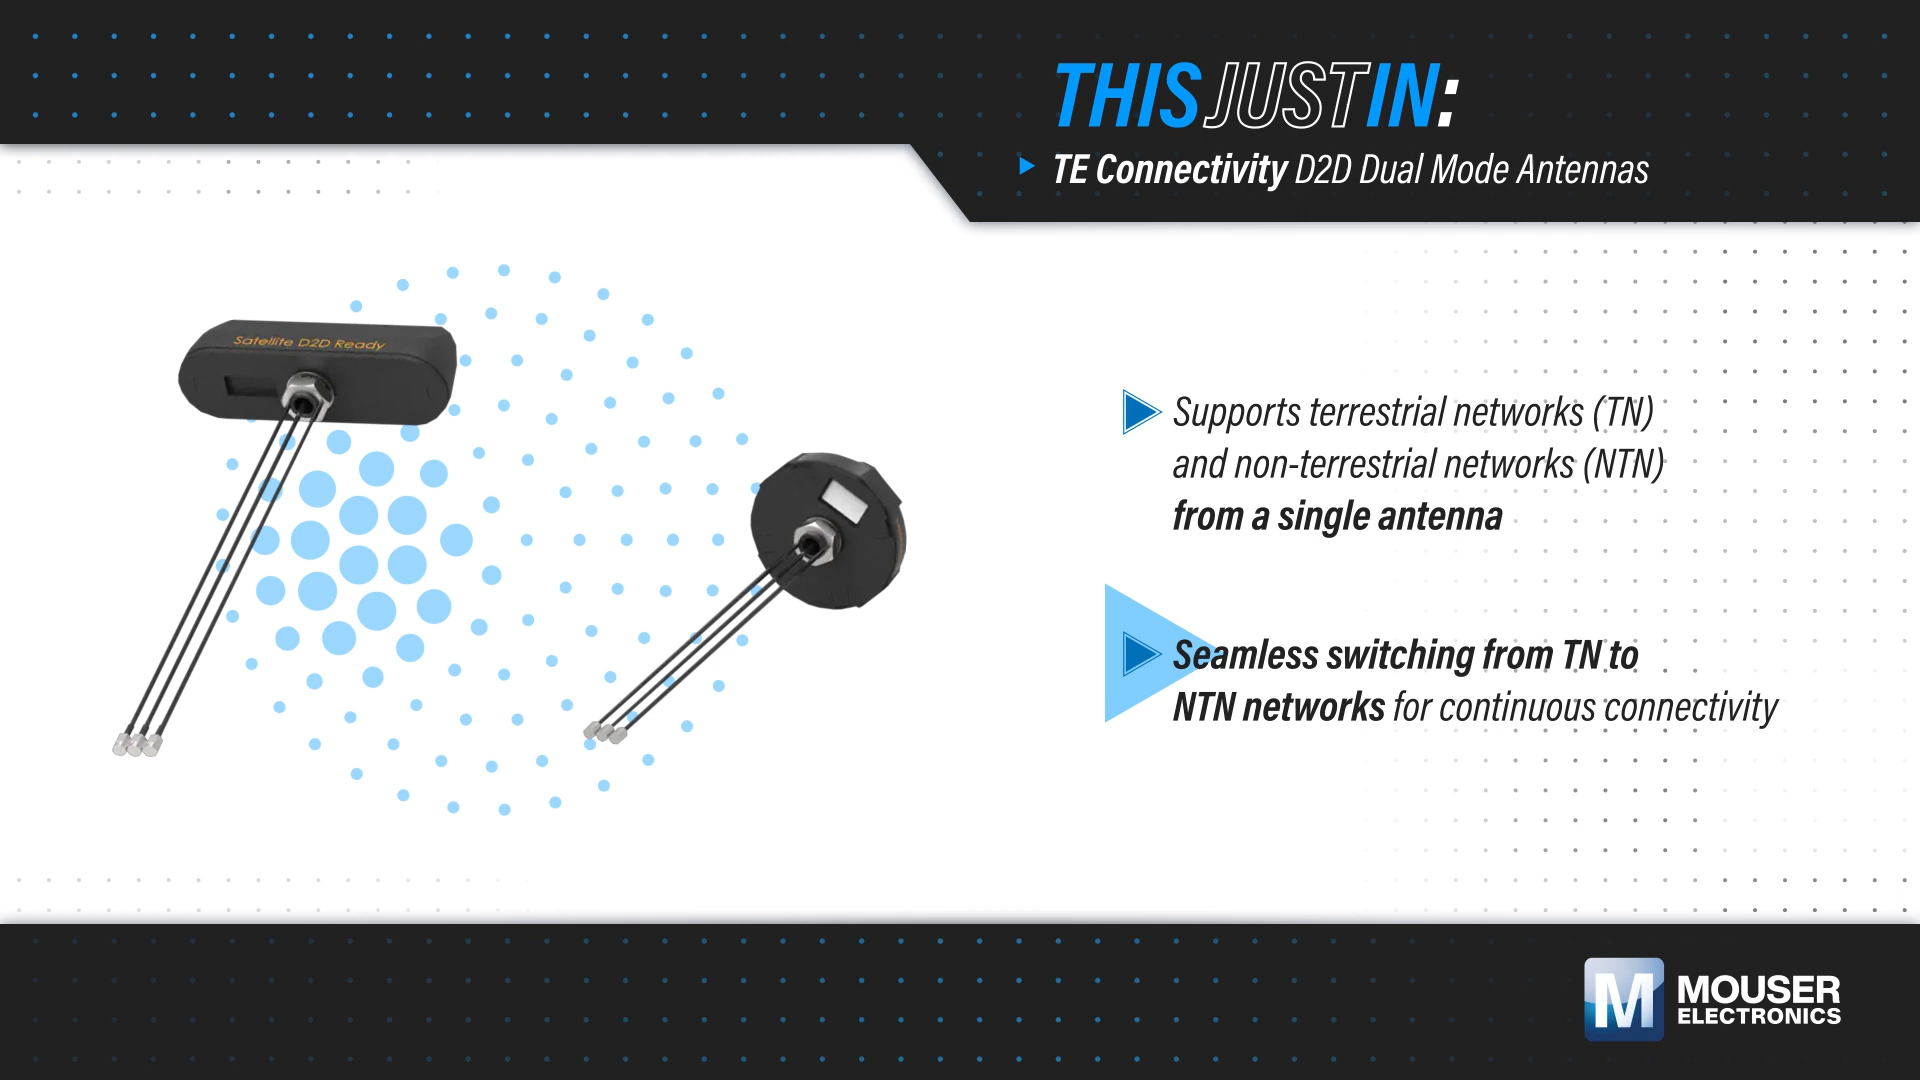 THIS JUST IN:
TE Connectivity D2D Dual Mode Antennas
Satellite D2D Ready
Supports terrestrial networks (TN)
and non-terrestrial networks (NTN)
from a single antenna
Seamless switching from TN to
NTN networks for continuous connectivity
M MOUSER
ELECTRONICS